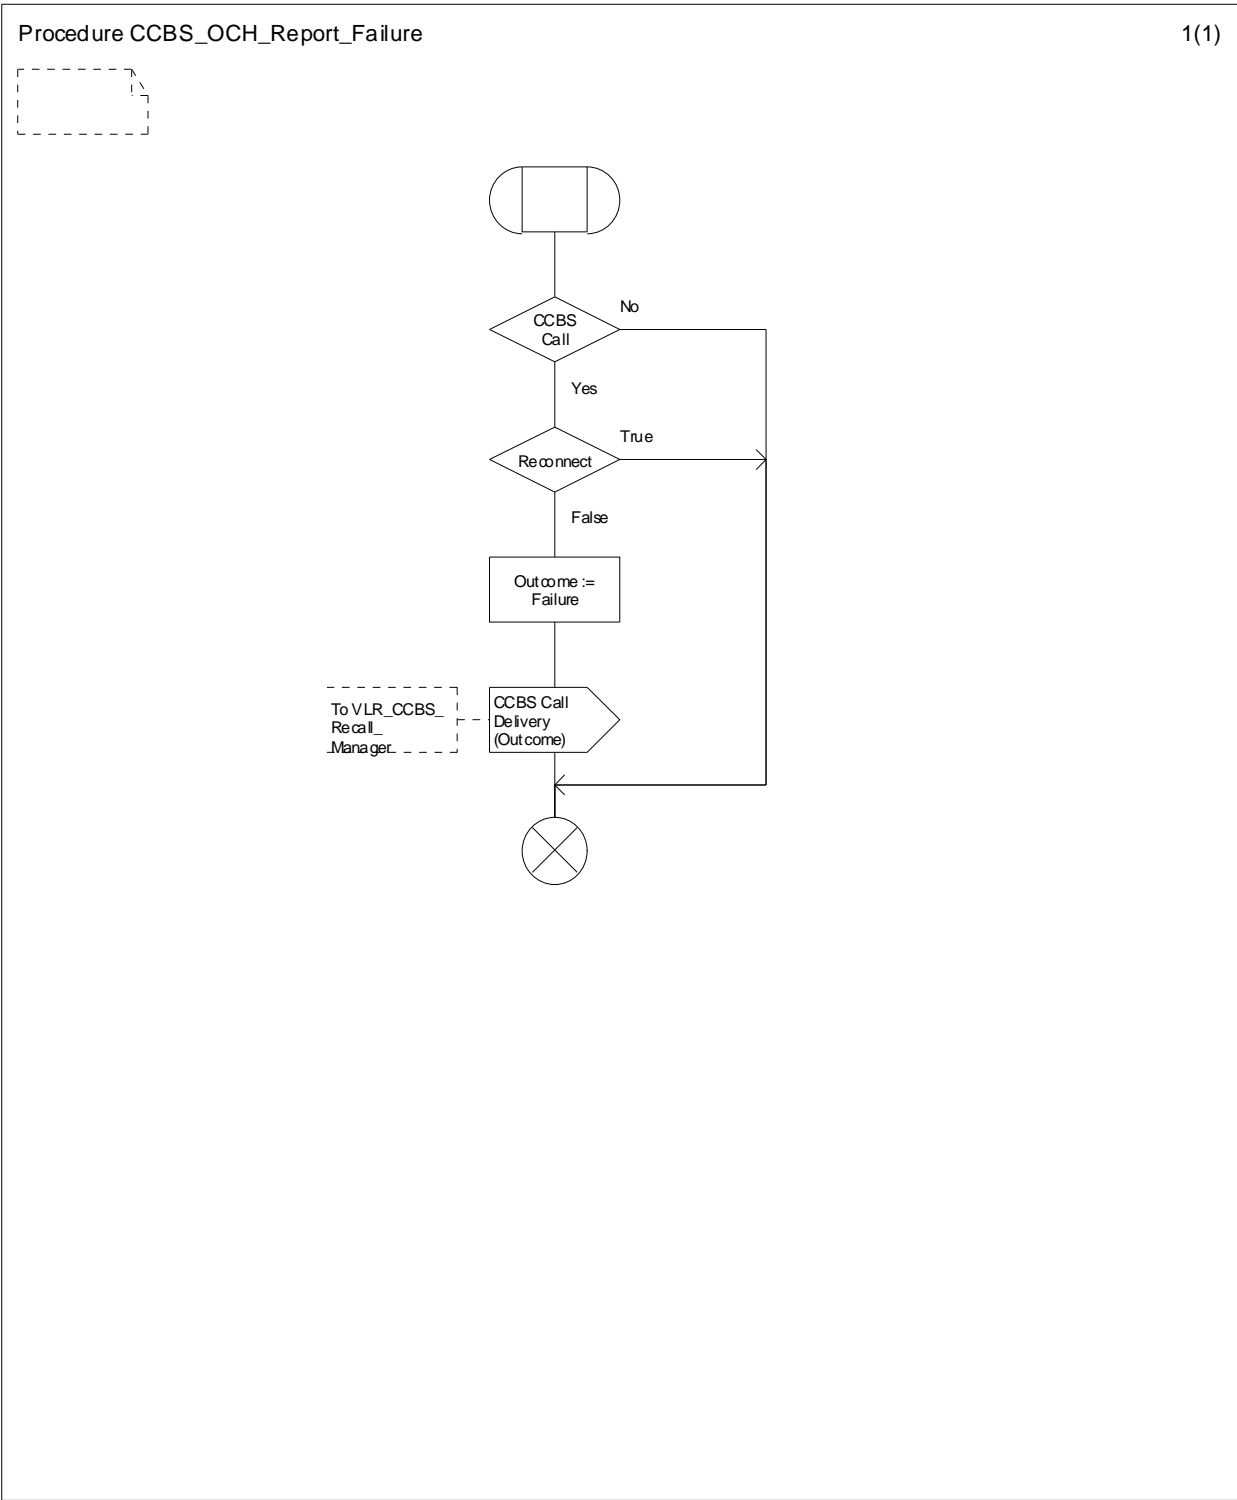 Procedure CCBS_OCH_Report_Failure
1(1)
No
CCBS
Call
Yes
True
Reconnect
False
Outcome :=
Failure
To VLR_CCBS_
Recall_
Manager
CCBS Call
Delivery
(Outcome)